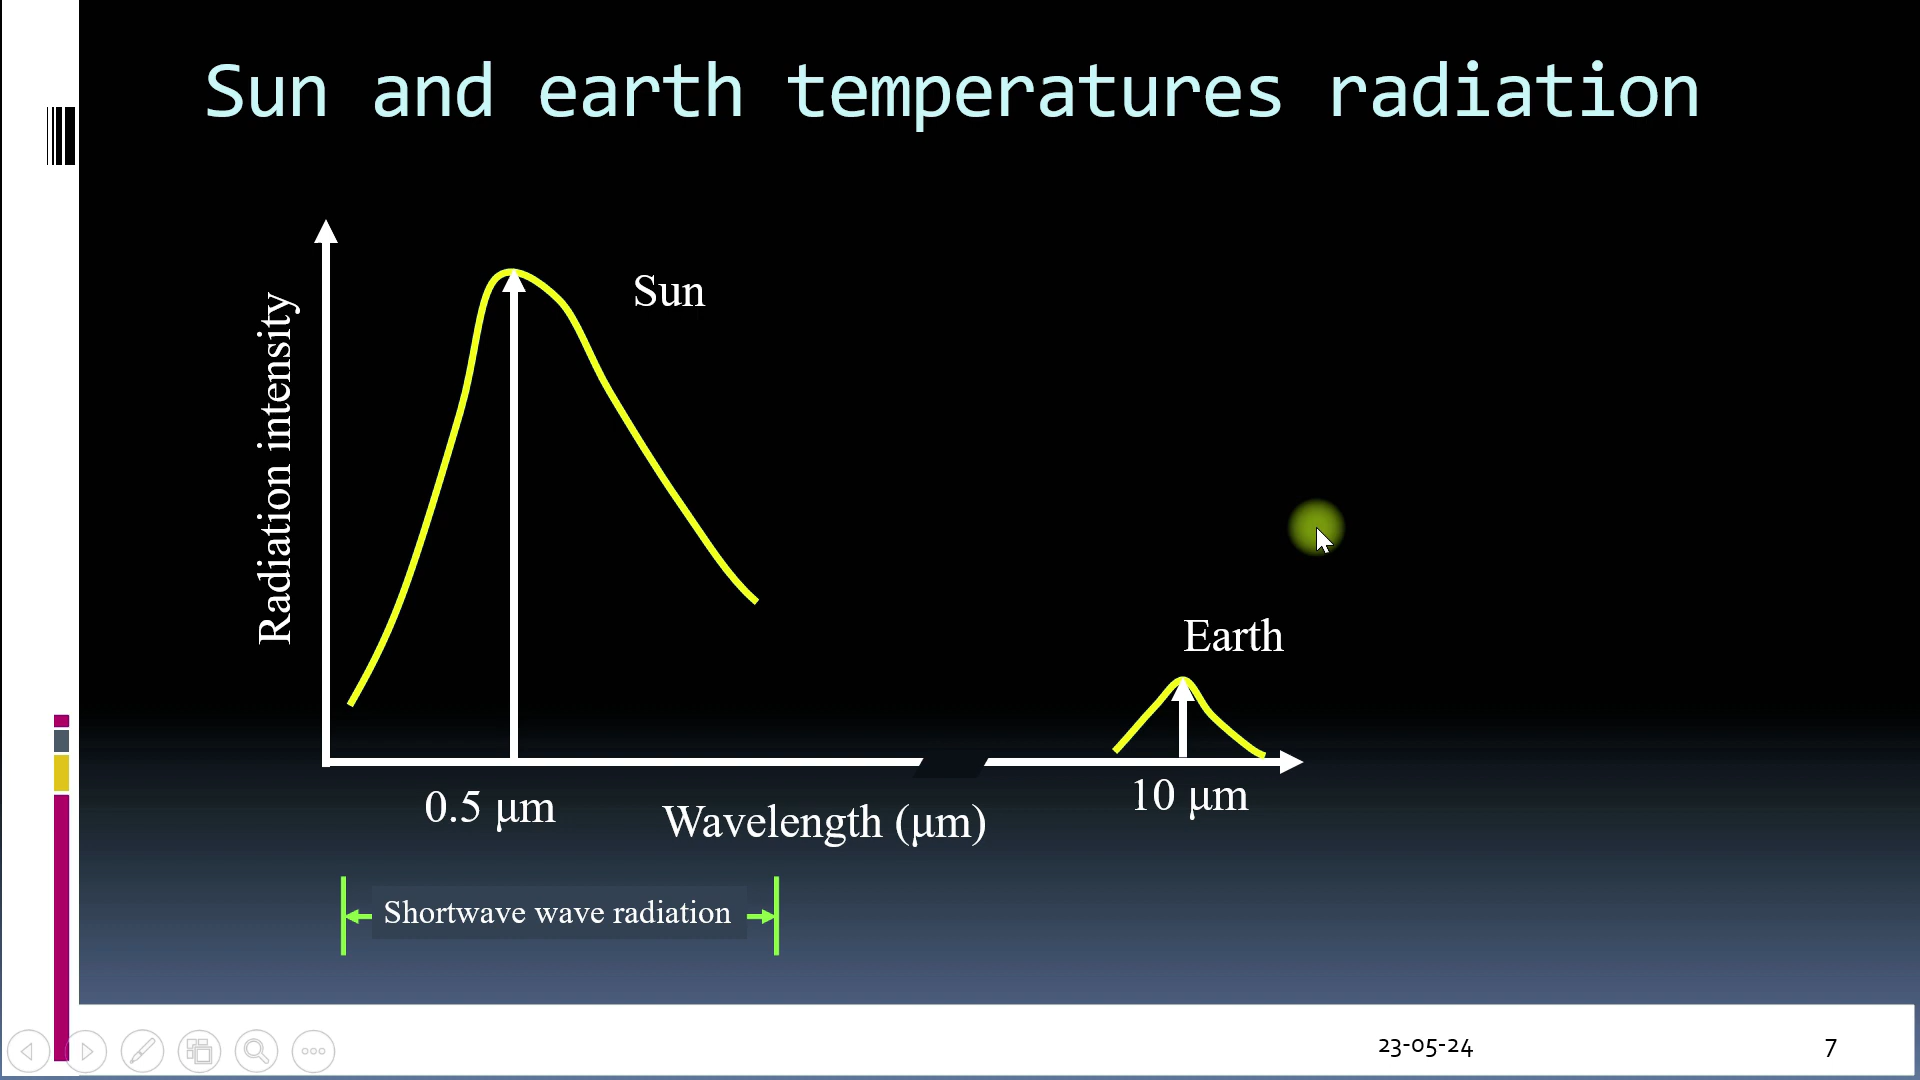 Sun and earth temperatures radiation
Radiation intensity
Sun
Earth
0.5 μm
Wavelength (μm)
10 μm
Shortwave wave radiation
23-05-24
7